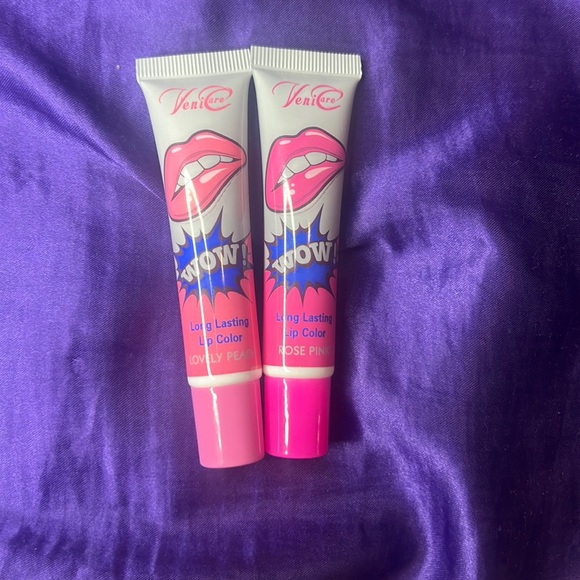 VeniCare
WOW!
Long Lasting
Lip Color
LOVELY PEACH
VeniCare
WOW!
Long Lasting
Lip Color
ROSE PINK